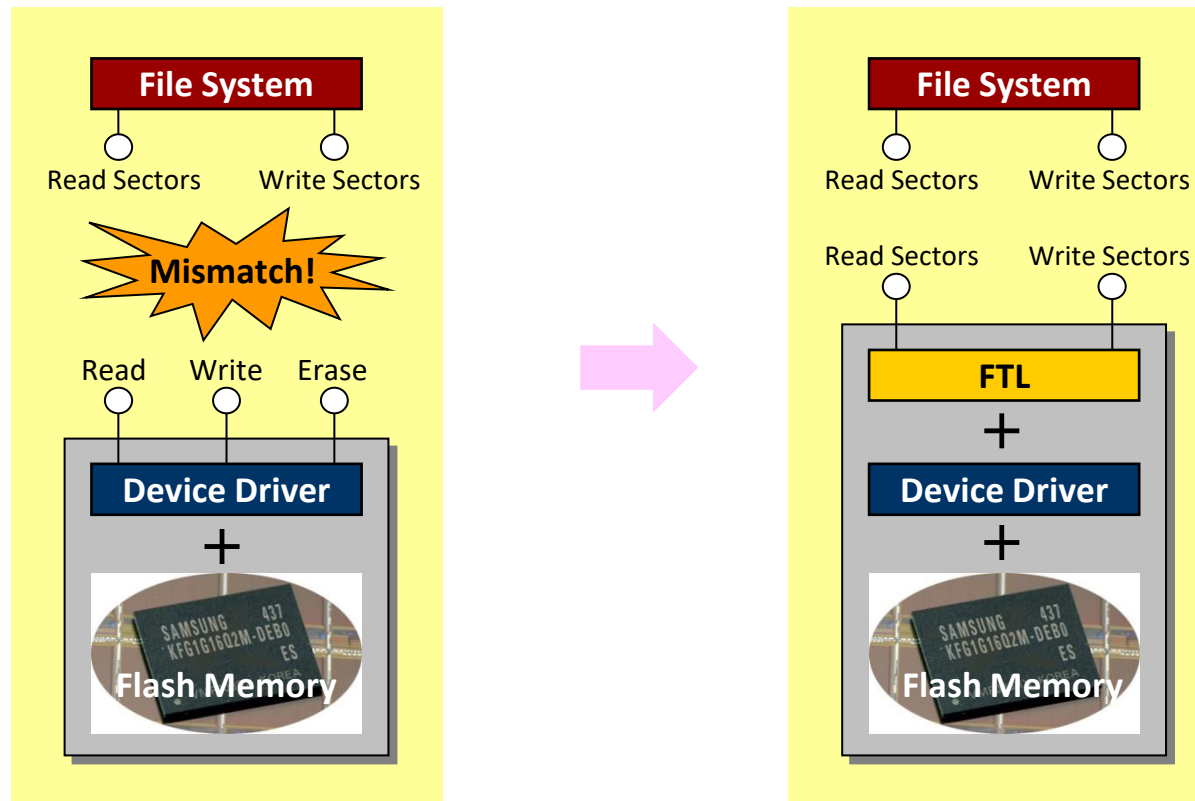 File System
Read Sectors Write Sectors
Mismatch!
Read Write Erase
Device Driver
+
SAMSUNG 437
KFG1G16Q2M-DEB0
ES
Flash Memory
File System
Read Sectors Write Sectors
Read Sectors Write Sectors
FTL
+
Device Driver
+
SAMSUNG 437
KFG1G16Q2M-DEB0
ES
Flash Memory